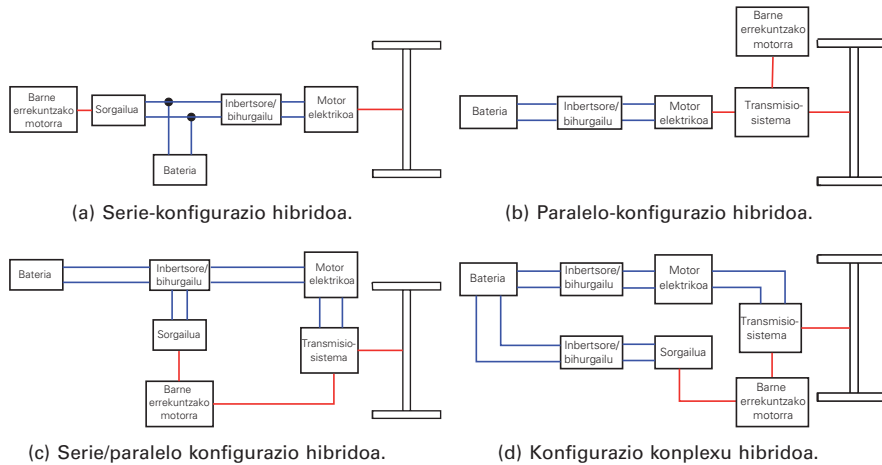 Barne
errekuntzako
motorra
Sorgailua
Inbertsore/
bihurgailu
Motor
elektrikoa
Bateria
(a) Serie-konfigurazio hibridoa.
Barne
errekuntzako
motorra
Bateria
Inbertsore/
bihurgailu
Motor
elektrikoa
Transmisio-
sistema
(b) Paralelo-konfigurazio hibridoa.
Bateria
Inbertsore/
bihurgailu
Motor
elektrikoa
Sorgailua
Transmisio-
sistema
Barne
errekuntzako
motorra
(c) Serie/paralelo konfigurazio hibridoa.
Bateria
Inbertsore/
bihurgailu
Motor
elektrikoa
Transmisio-
sistema
Inbertsore/
bihurgailu
Sorgailua
Barne
errekuntzako
motorra
(d) Konfigurazio konplexu hibridoa.